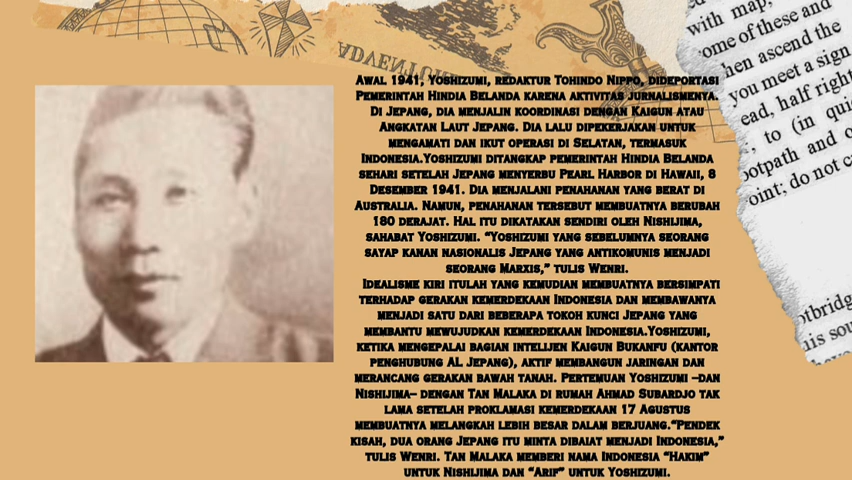 ADVENTUR
AWAL 1941, YOSHIZUMI, REDAKTUR TOHINDO NIPPO, DIDEPORTASI
PEMERINTAH HINDIA BELANDA KARENA AKTIVITAS JURNALISMENYA.
DI JEPANG, DIA MENJALIN KOORDINASI DENGAN KAIGUN ATAU
ANGKATAN LAUT JEPANG. DIA LALU DIPEKERJAKAN UNTUK
MENGAMATI DAN IKUT OPERASI DI SELATAN, TERMASUK
INDONESIA.YOSHIZUMI DITANGKAP PEMERINTAH HINDIA BELANDA
SEHARI SETELAH JEPANG MENYERBU PEARL HARBOR DI HAWAII, 8
DESEMBER 1941. DIA MENJALANI PENAHANAN YANG BERAT DI
AUSTRALIA. NAMUN, PENAHANAN TERSEBUT MEMBUATNYA BERUBAH
180 DERAJAT. HAL ITU DIKATAKAN SENDIRI OLEH NISHIJIMA,
SAHABAT YOSHIZUMI. “YOSHIZUMI YANG SEBELUMNYA SEORANG
SAYAP KANAN NASIONALIS JEPANG YANG ANTIKOMUNIS MENJADI
SEORANG MARXIS,” TULIS WENRI.
IDEALISME KIRI ITULAH YANG KEMUDIAN MEMBUATNYA BERSIMPATI
TERHADAP GERAKAN KEMERDEKAAN INDONESIA DAN MEMBAWANYA
MENJADI SATU DARI BEBERAPA TOKOH KUNCI JEPANG YANG
MEMBANTU MEWUJUDKAN KEMERDEKAAN INDONESIA.YOSHIZUMI,
KETIKA MENGEPALAI BAGIAN INTELIJEN KAIGUN BUKANFU (KANTOR
PENGHUBUNG AL JEPANG), AKTIF MEMBANGUN JARINGAN DAN
MERANCANG GERAKAN BAWAH TANAH. PERTEMUAN YOSHIZUMI –DAN
NISHIJIMA– DENGAN TAN MALAKA DI RUMAH AHMAD SUBARDJO TAK
LAMA SETELAH PROKLAMASI KEMERDEKAAN 17 AGUSTUS
MEMBUATNYA MELANGKAH LEBIH BESAR DALAM BERJUANG.“PENDEK
KISAH, DUA ORANG JEPANG ITU MINTA DIBAIAT MENJADI INDONESIA,”
TULIS WENRI. TAN MALAKA MEMBERI NAMA INDONESIA “HAKIM”
UNTUK NISHIJIMA DAN “ARIF” UNTUK YOSHIZUMI.
with map,
ome of these and
hen ascend the
you meet a sign
ead, half right
, to (in quie
ootpath and o
oint; do not c
otbridg
his sou